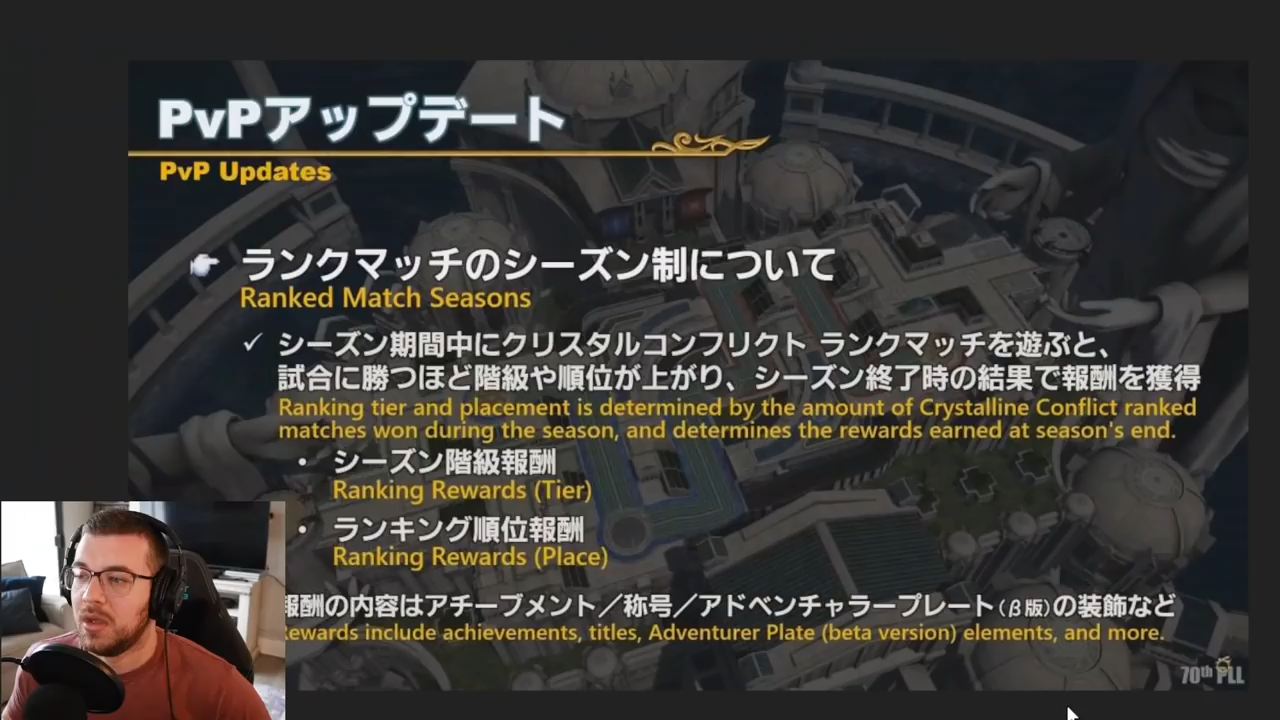 PvPアップデート
PvP Updates
ランクマッチのシーズン制について
Ranked Match Seasons
シーズン期間中にクリスタルコンフリクト ランクマッチを遊ぶと、
試合に勝つほど階級や順位が上がり、シーズン終了時の結果で報酬を獲得
Ranking tier and placement is determined by the amount of Crystalline Conflict ranked
matches won during the season, and determines the rewards earned at season's end.
・ シーズン階級報酬
Ranking Rewards (Tier)
・ ランキング順位報酬
Ranking Rewards (Place)
報酬の内容はアチーブメント／称号／アドベンチャラープレート(β版)の装飾など
Rewards include achievements, titles, Adventurer Plate (beta version) elements, and more.
70th PLL